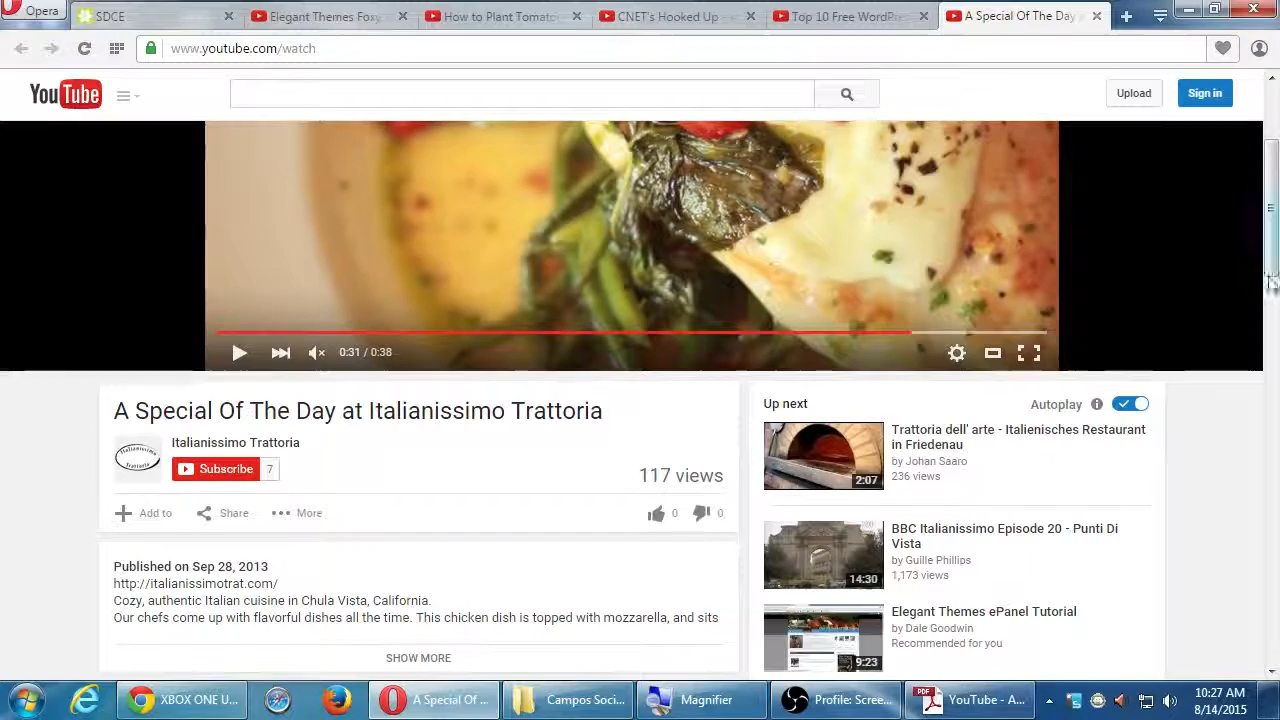 Opera
SDCE
Elegant Themes Foxy
How to Plant Tomato
CNET's Hooked Up
Top 10 Free WordPr
A Special Of The Day a
www.youtube.com/watch
YouTube
Upload
Sign in
0:31 / 0:38
A Special Of The Day at Italianissimo Trattoria
Italianissimo Trattoria
Subscribe 7
117 views
Add to Share More 0 0
Published on Sep 28, 2013
http://italianissimotrat.com/
Cozy, authentic Italian cuisine in Chula Vista, California.
Our chefs come up with flavorful dishes all the time. This chicken dish is topped with mozzarella, and sits
SHOW MORE
Up next
Autoplay
2:07
Trattoria dell' arte - Italienisches Restaurant
in Friedenau
by Johan Saaro
236 views
14:30
BBC Italianissimo Episode 20 - Punti Di
Vista
by Guille Phillips
1,173 views
9:23
Elegant Themes ePanel Tutorial
by Dale Goodwin
Recommended for you
XBOX ONE U...
A Special Of ...
Campos Soci...
Magnifier
Profile: Scree...
PDF
YouTube - A...
10:27 AM
8/14/2015